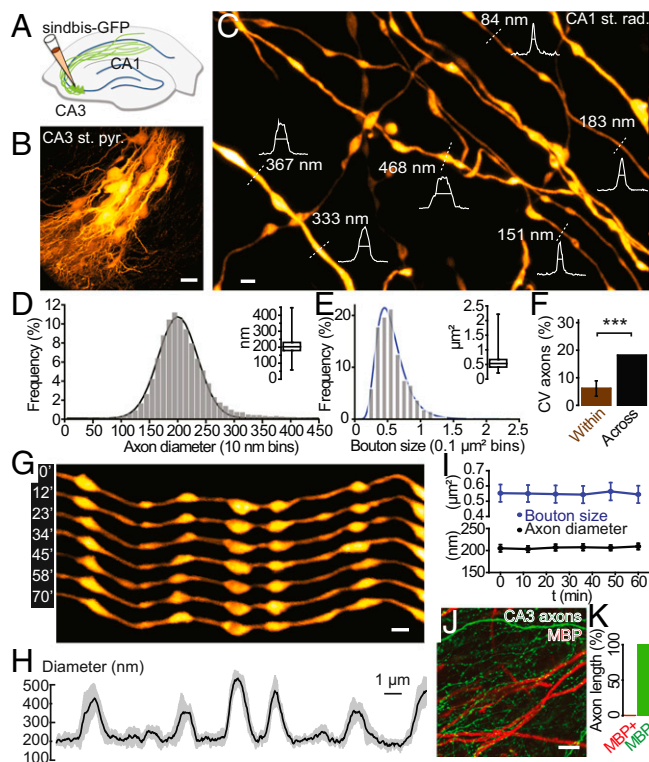 A
sindbis-GFP
CA1
CA3
B
CA3 st. pyr.
C
CA1 st. rad.
84 nm
183 nm
367 nm
468 nm
333 nm
151 nm
D
Frequency (%)
12
10
8
6
4
2
0
0 50 100 150 200 250 300 350 400 450
Axon diameter (10 nm bins)
nm
400
300
200
100
0
E
Frequency (%)
20
10
0
0 0.5 1.0 1.5 2.0 2.5
Bouton size (0.1 µm² bins)
µm²
2.5
1.5
0.5
0.0
F
CV axons (%)
30
20
10
0
***
Within
Across
G
0'
12'
23'
34'
45'
58'
70'
H
Diameter (nm)
500
400
300
200
100
1 µm
I
(µm²)
0.7
0.6
0.5
0.4
Bouton size
Axon diameter
(nm)
250
200
150
0 10 20 30 40 50 60
t (min)
J
CA3 axons
MBP
K
Axon length (%)
100
50
0
MBP+
MBP